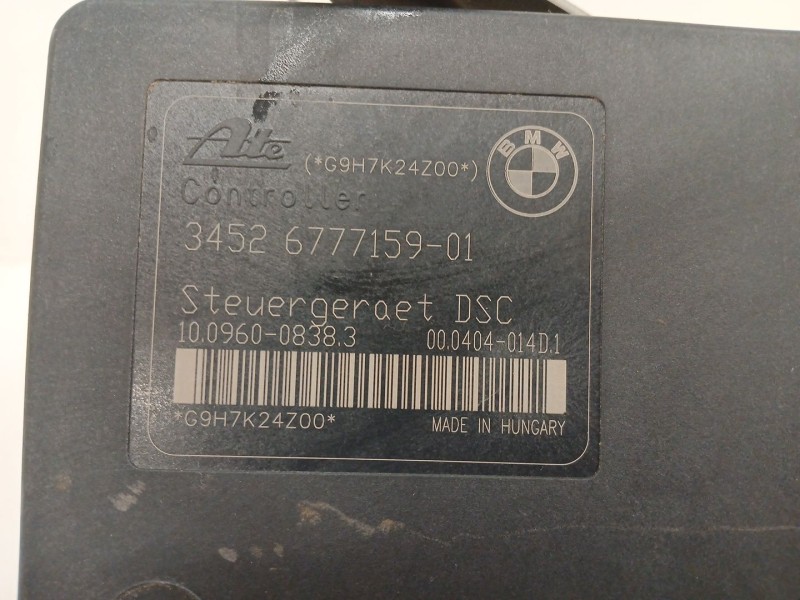 Ate (*G9H7K24Z00*) BMW
Controller
3452 6777159-01
Steuergeraet DSC
10.0960-0838.3 00.0404-014D.1
*G9H7K24Z00* MADE IN HUNGARY